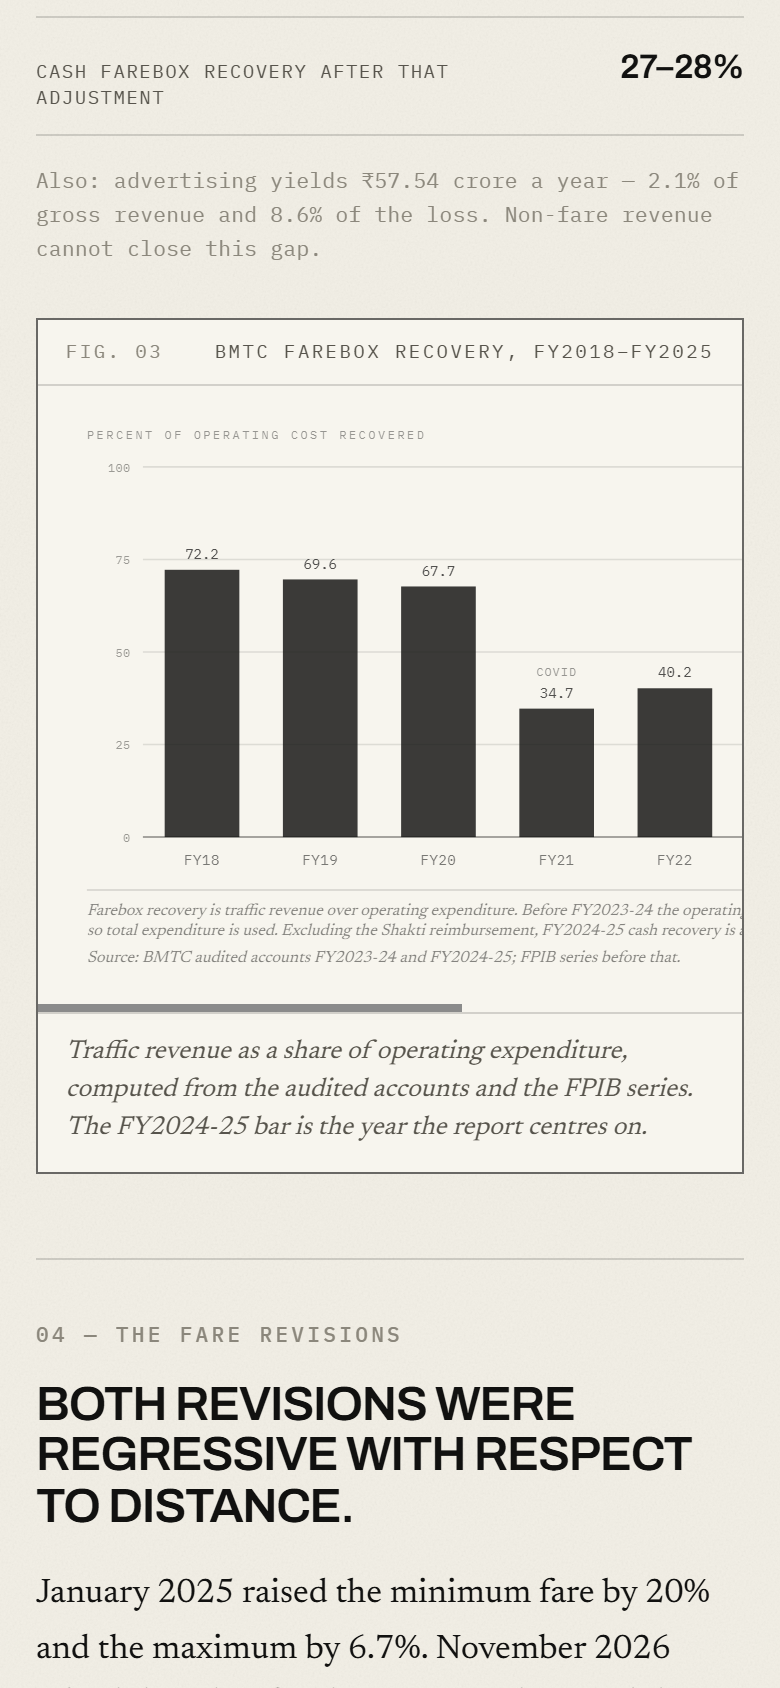 CASH FAREBOX RECOVERY AFTER THAT
ADJUSTMENT
27–28%
Also: advertising yields ₹57.54 crore a year — 2.1% of
gross revenue and 8.6% of the loss. Non-fare revenue
cannot close this gap.
FIG. 03
BMTC FAREBOX RECOVERY, FY2018–FY2025
PERCENT OF OPERATING COST RECOVERED
100
75
50
25
0
72.2
69.6
67.7
COVID
34.7
40.2
FY18
FY19
FY20
FY21
FY22
Farebox recovery is traffic revenue over operating expenditure. Before FY2023-24 the
so total expenditure is used. Excluding the Shakti reimbursement, FY2024-25 cash recovery is
Source: BMTC audited accounts FY2023-24 and FY2024-25; FPIB series before that.
Traffic revenue as a share of operating expenditure,
computed from the audited accounts and the FPIB series.
The FY2024-25 bar is the year the report centres on.
04 — THE FARE REVISIONS
BOTH REVISIONS WERE
REGRESSIVE WITH RESPECT
TO DISTANCE.
January 2025 raised the minimum fare by 20%
and the maximum by 6.7%. November 2026